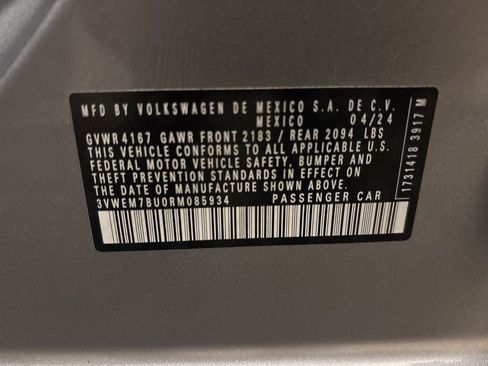 MFD BY VOLKSWAGEN DE MEXICO S.A. DE C.V.
MEXICO 04/24
GVWR 4167 GAWR FRONT 2183 / REAR 2094 LBS
THIS VEHICLE CONFORMS TO ALL APPLICABLE U.S.
FEDERAL MOTOR VEHICLE SAFETY, BUMPER AND
THEFT PREVENTION STANDARDS IN EFFECT ON
THE DATE OF MANUFACTURE SHOWN ABOVE.
3VWEM7BU0RM085934 PASSENGER CAR
1731418 3917 M